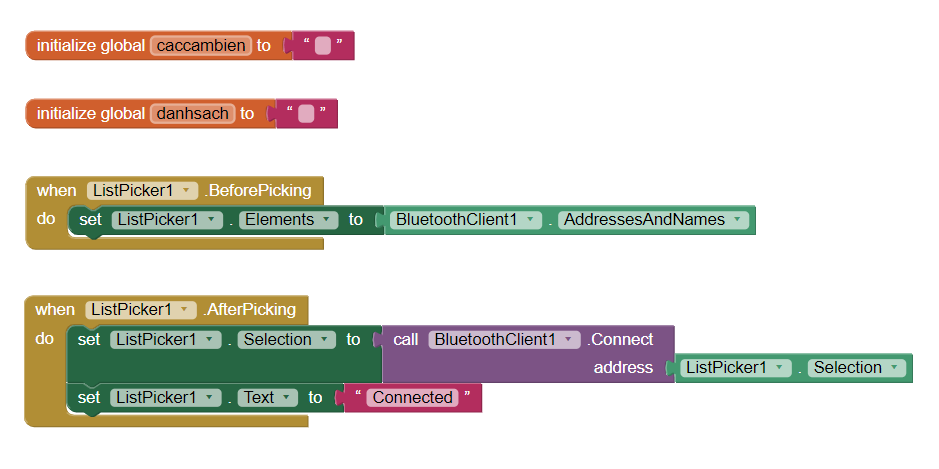 initialize global caccambien to “ ”
initialize global danhsach to “ ”
when ListPicker1 .BeforePicking
do set ListPicker1 . Elements to BluetoothClient1 . AddressesAndNames
when ListPicker1 .AfterPicking
do set ListPicker1 . Selection to call BluetoothClient1 .Connect
address ListPicker1 . Selection
set ListPicker1 . Text to “ Connected ”